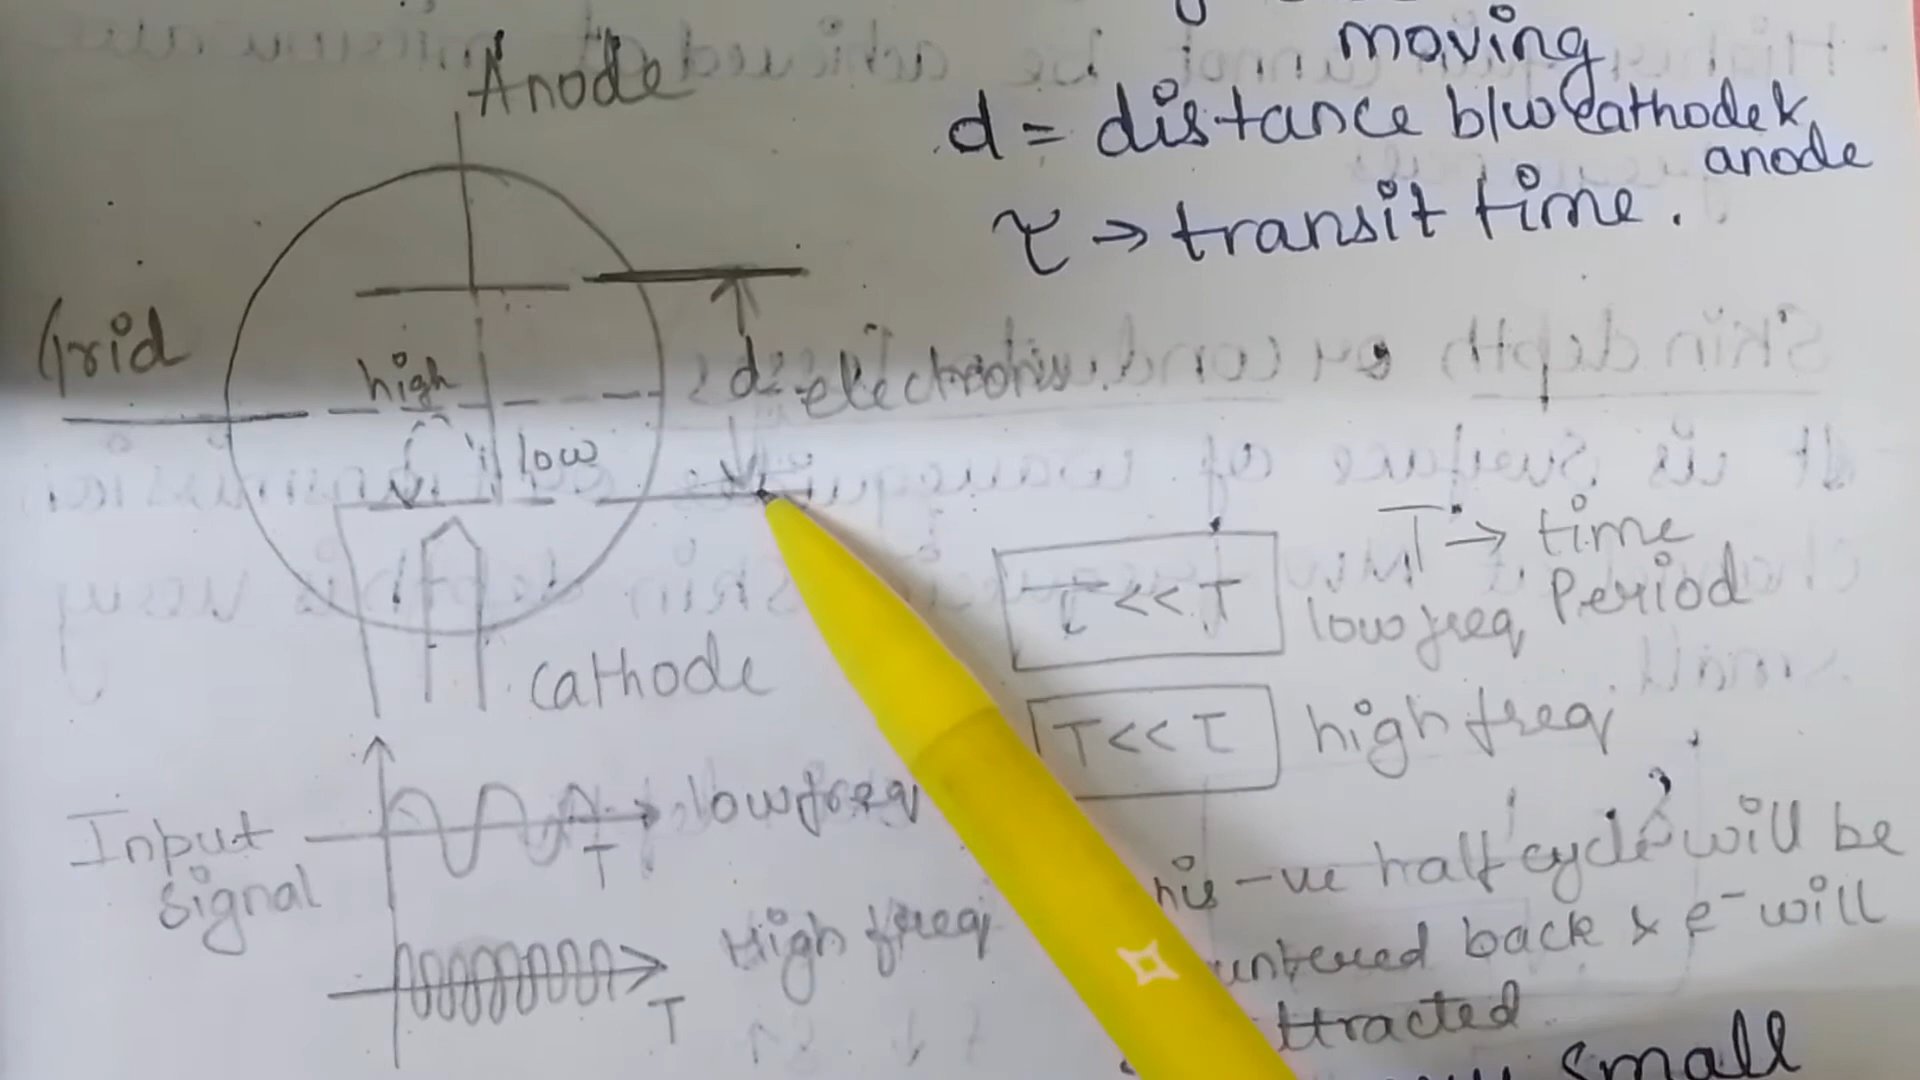 moving
Anode
d = distance b/w cathode &
anode
τ → transit time.
Grid
high
d
electrons
low
T → time
Period
τ << T
low freq
cathode
T << τ
high freq
Input
signal
low freq
T
-ve half cycle will be
High freq
back & e- will
T
small